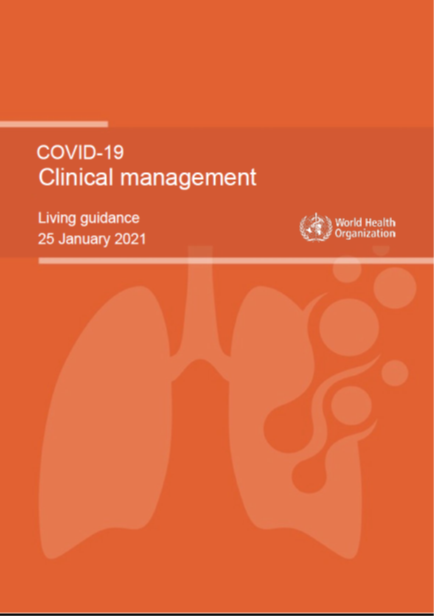 COVID-19
Clinical management
Living guidance
25 January 2021
World Health
Organization